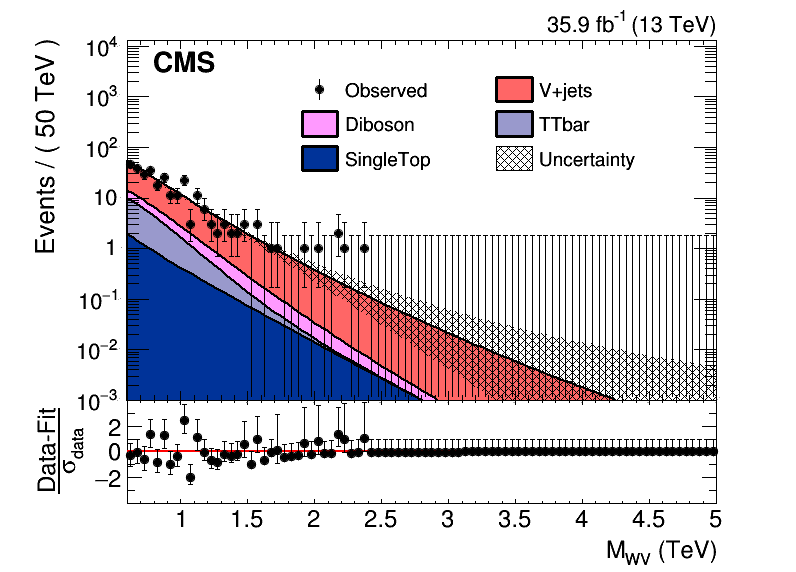 35.9 fb⁻¹ (13 TeV)
CMS
Events / ( 50 TeV )
10⁴
10³
10²
10
1
10⁻¹
10⁻²
10⁻³
Observed
V+jets
Diboson
TTbar
SingleTop
Uncertainty
Data-Fit
σdata
2
0
−2
1
1.5
2
2.5
3
3.5
4
4.5
5
M_WV (TeV)